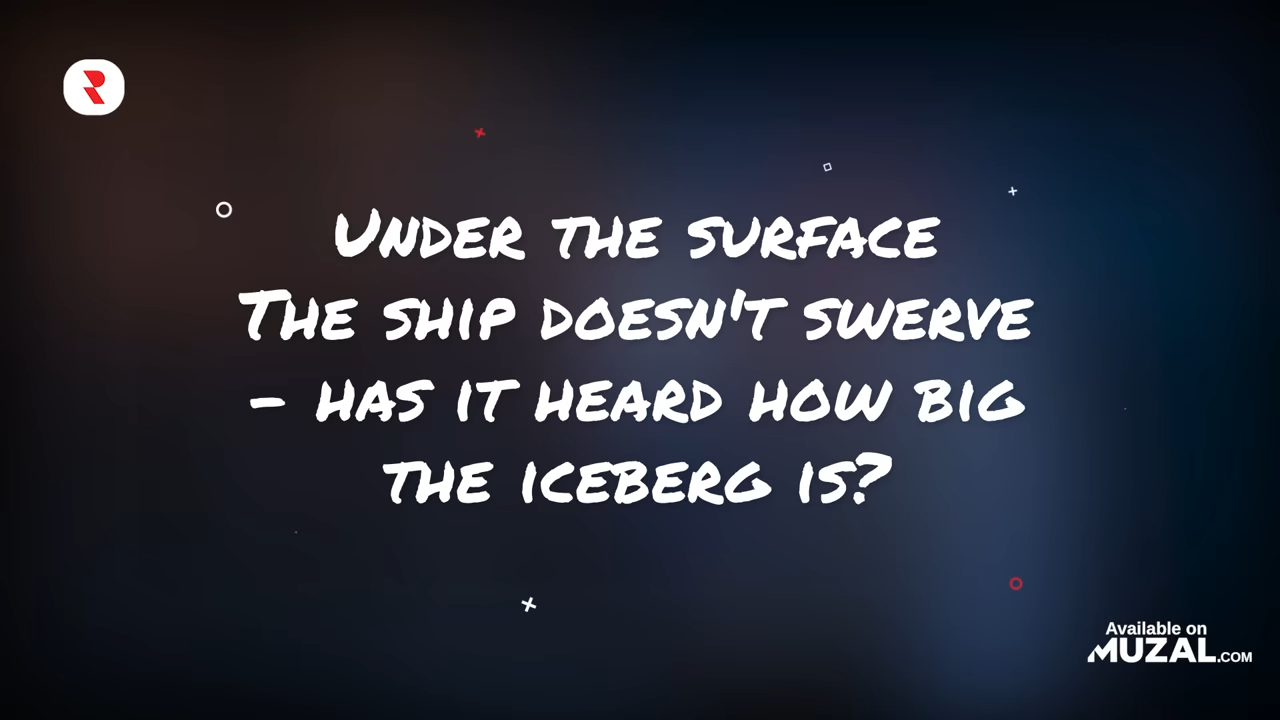 Under the surface
The ship doesn't swerve
- has it heard how big
the iceberg is?
Available on
MUZAL.COM